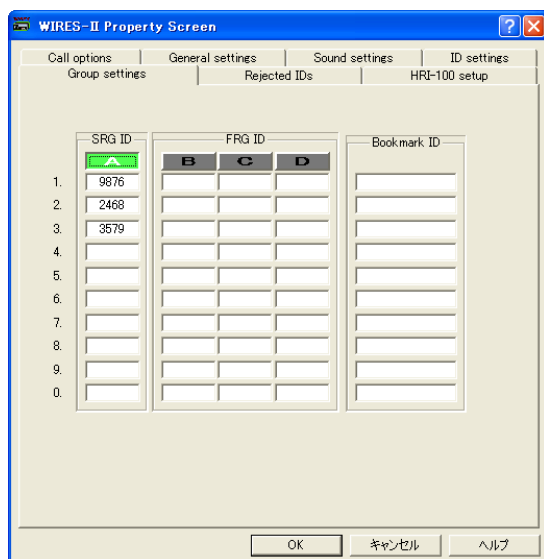 WIRES-II Property Screen
Call options General settings Sound settings ID settings
Group settings Rejected IDs HRI-100 setup
SRG ID FRG ID Bookmark ID
A B C D
1. 9876
2. 2468
3. 3579
4.
5.
6.
7.
8.
9.
0.
OK キャンセル ヘルプ